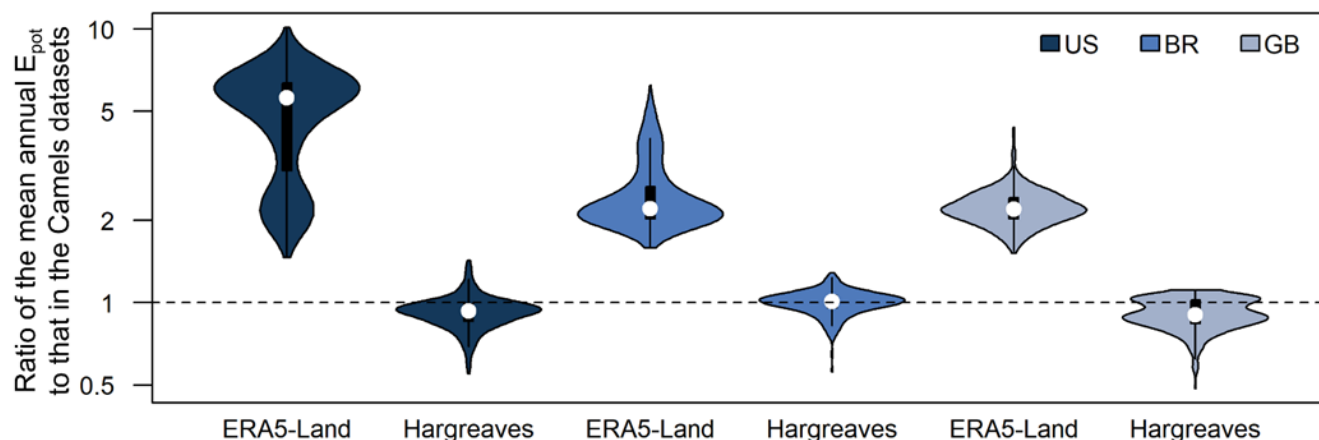 Ratio of the mean annual E_pot
to that in the Camels datasets
10
5
2
1
0.5
US BR GB
ERA5-Land Hargreaves ERA5-Land Hargreaves ERA5-Land Hargreaves